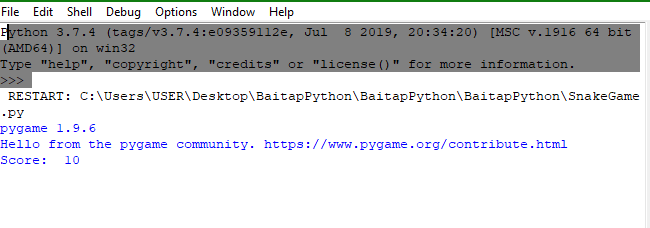 File Edit Shell Debug Options Window Help
Python 3.7.4 (tags/v3.7.4:e09359112e, Jul  8 2019, 20:34:20) [MSC v.1916 64 bit
(AMD64)] on win32
Type "help", "copyright", "credits" or "license()" for more information.
>>>
RESTART: C:\Users\USER\Desktop\BaitapPython\BaitapPython\BaitapPython\SnakeGame
.py
pygame 1.9.6
Hello from the pygame community. https://www.pygame.org/contribute.html
Score:  10